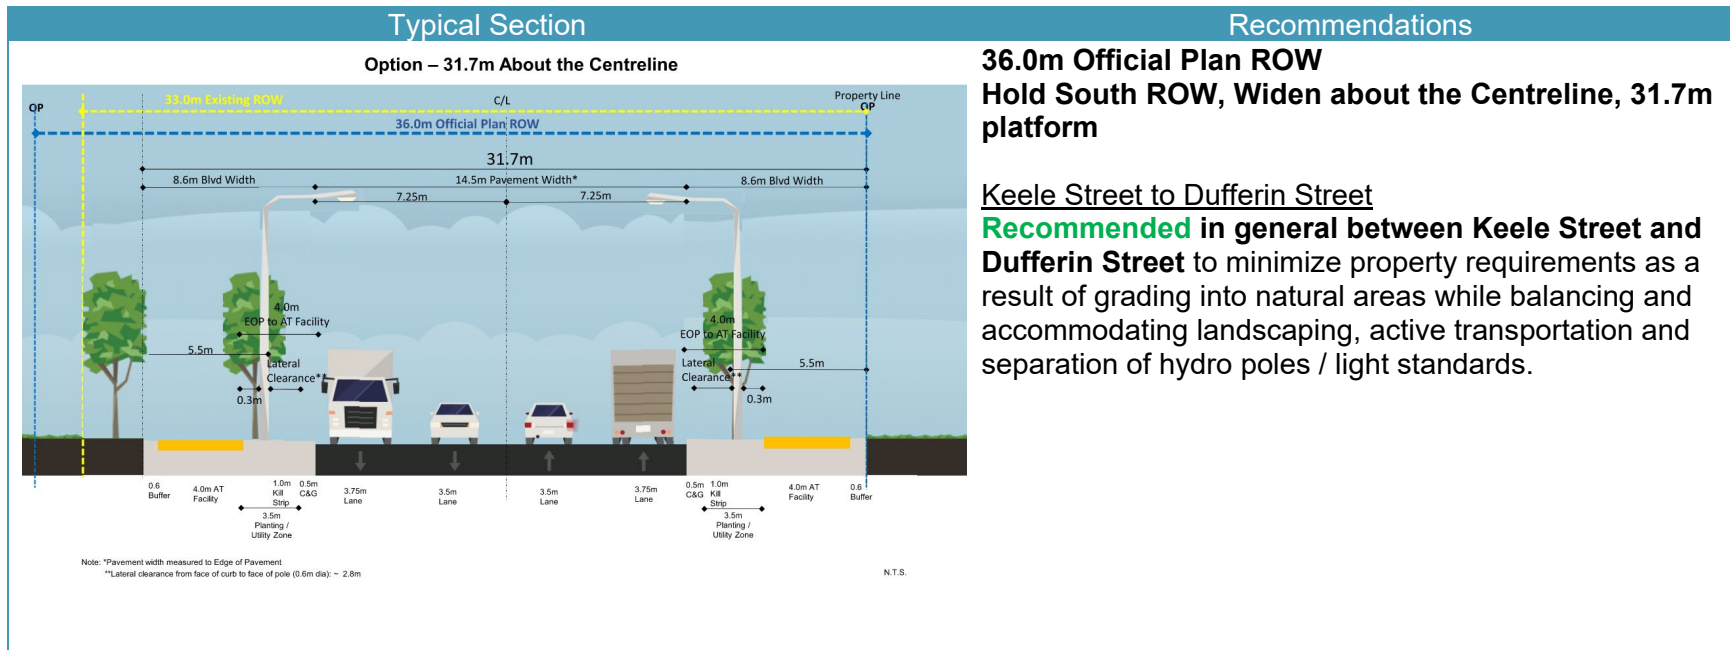 Typical Section
Recommendations
Option – 31.7m About the Centreline
OP
33.0m Existing ROW
C/L
Property Line
OP
36.0m Official Plan ROW
31.7m
8.6m Blvd Width
14.5m Pavement Width*
8.6m Blvd Width
7.25m
7.25m
4.0m
EOP to AT Facility
5.5m
Lateral
Clearance**
0.3m
4.0m
EOP to AT Facility
Lateral
Clearance**
5.5m
0.3m
0.6
Buffer
4.0m AT
Facility
1.0m
Kill
Strip
0.5m
C&G
3.75m
Lane
3.5m
Lane
3.5m
Lane
3.75m
Lane
0.5m
C&G
1.0m
Kill
Strip
4.0m AT
Facility
0.6
Buffer
3.5m
Planting /
Utility Zone
3.5m
Planting /
Utility Zone
Note: *Pavement width measured to Edge of Pavement
**Lateral clearance from face of curb to face of pole (0.6m dia): ~ 2.8m
N.T.S.
36.0m Official Plan ROW
Hold South ROW, Widen about the Centreline, 31.7m
platform
Keele Street to Dufferin Street
Recommended in general between Keele Street and
Dufferin Street to minimize property requirements as a
result of grading into natural areas while balancing and
accommodating landscaping, active transportation and
separation of hydro poles / light standards.